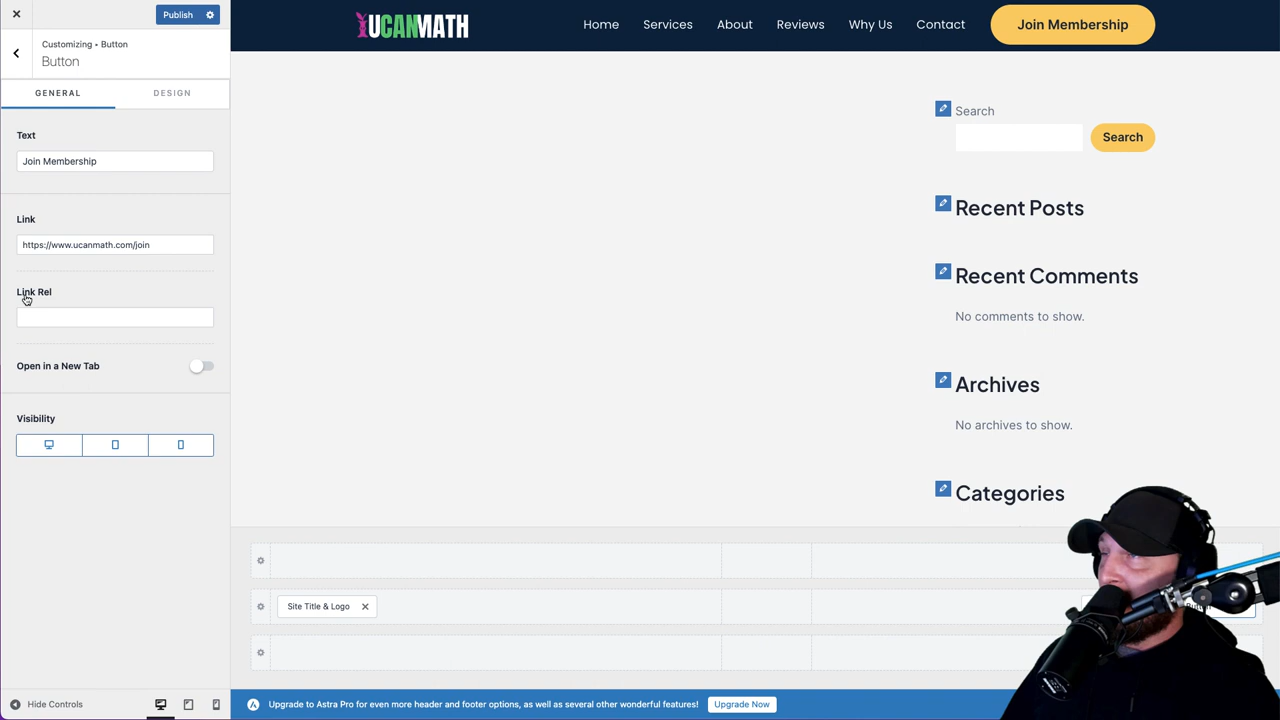 Publish
Customizing • Button
Button
GENERAL
DESIGN
Text
Join Membership
Link
https://www.ucanmath.com/join
Link Rel
Open in a New Tab
Visibility
Hide Controls
UCANMATH
Home
Services
About
Reviews
Why Us
Contact
Join Membership
Search
Search
Recent Posts
Recent Comments
No comments to show.
Archives
No archives to show.
Categories
Site Title & Logo
Upgrade to Astra Pro for even more header and footer options, as well as several other wonderful features!
Upgrade Now